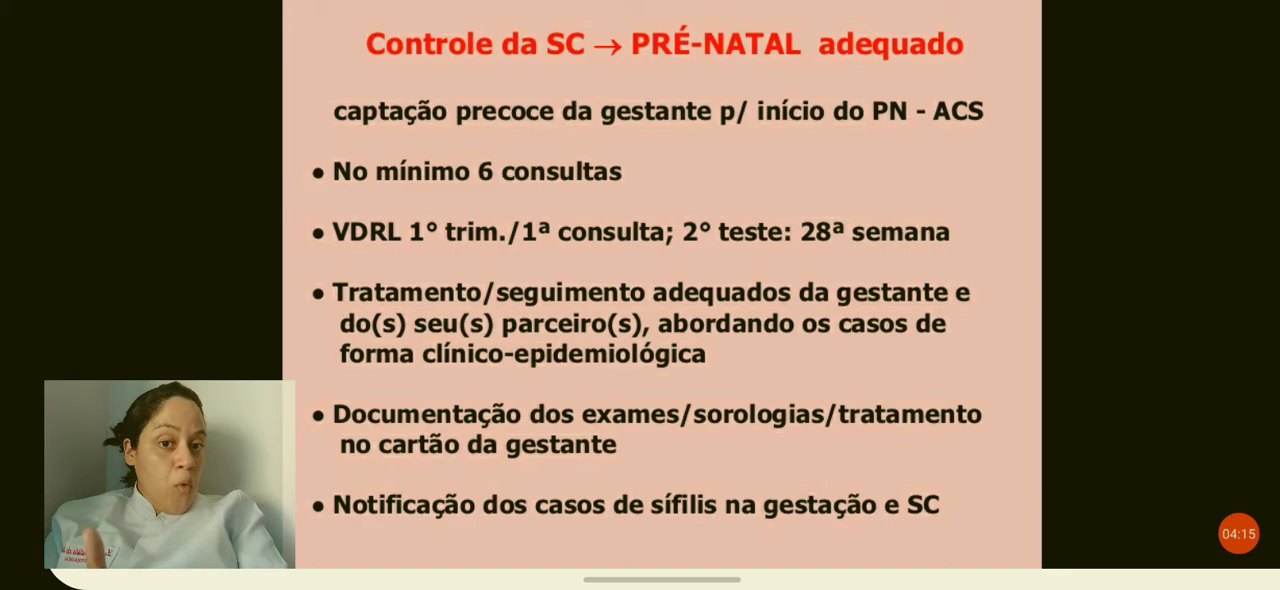 Controle da SC → PRÉ-NATAL adequado
captação precoce da gestante p/ início do PN - ACS
• No mínimo 6 consultas
• VDRL 1° trim./1ª consulta; 2° teste: 28ª semana
• Tratamento/seguimento adequados da gestante e
do(s) seu(s) parceiro(s), abordando os casos de
forma clínico-epidemiológica
• Documentação dos exames/sorologias/tratamento
no cartão da gestante
• Notificação dos casos de sífilis na gestação e SC
04:15